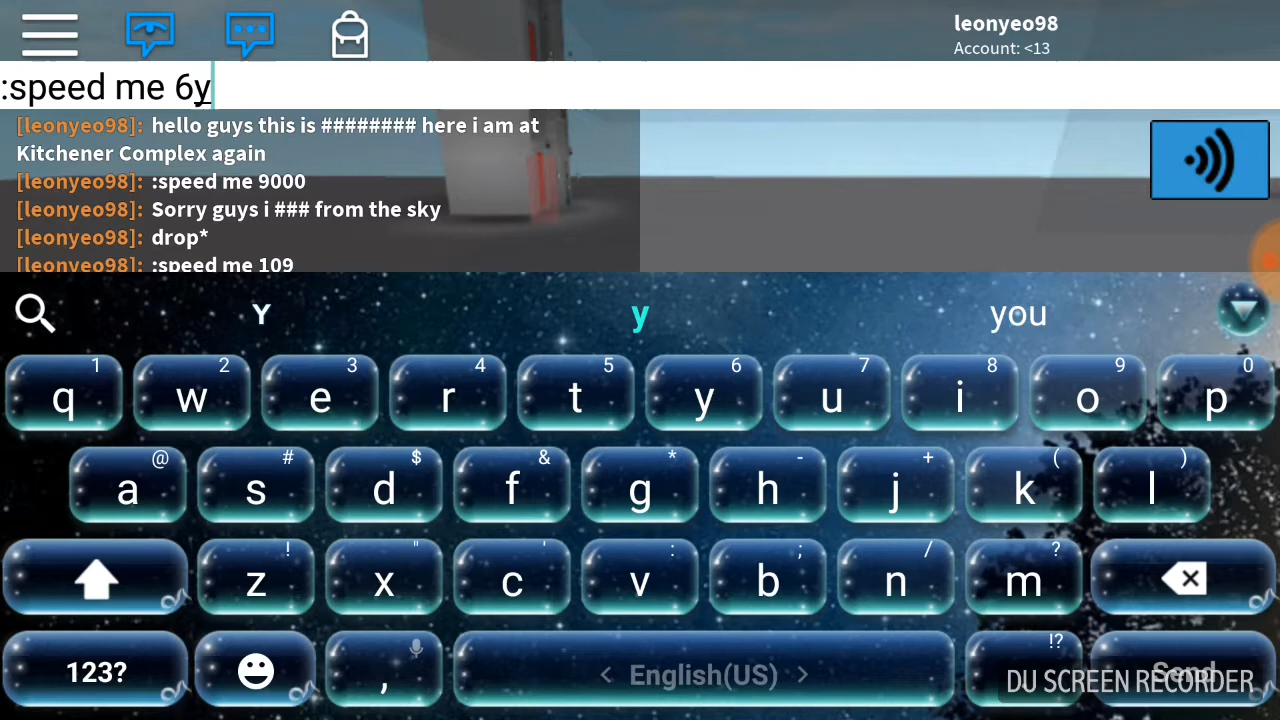 leonyeo98
Account: <13
:speed me 6y
[leonyeo98]: hello guys this is ######## here i am at
Kitchener Complex again
[leonyeo98]: :speed me 9000
[leonyeo98]: Sorry guys i ### from the sky
[leonyeo98]: drop*
[leonyeo98]: :speed me 109
Y y you
1 2 3 4 5 6 7 8 9 0
q w e r t y u i o p
@ # $ & * - + ( )
a s d f g h j k l
! " ' : ; / ?
z x c v b n m
!?
123? , < English(US) > . Send
DU SCREEN RECORDER